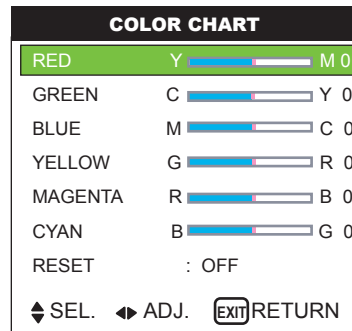 COLOR CHART
RED Y M 0
GREEN C Y 0
BLUE M C 0
YELLOW G R 0
MAGENTA R B 0
CYAN B G 0
RESET : OFF
SEL. ADJ. EXIT RETURN